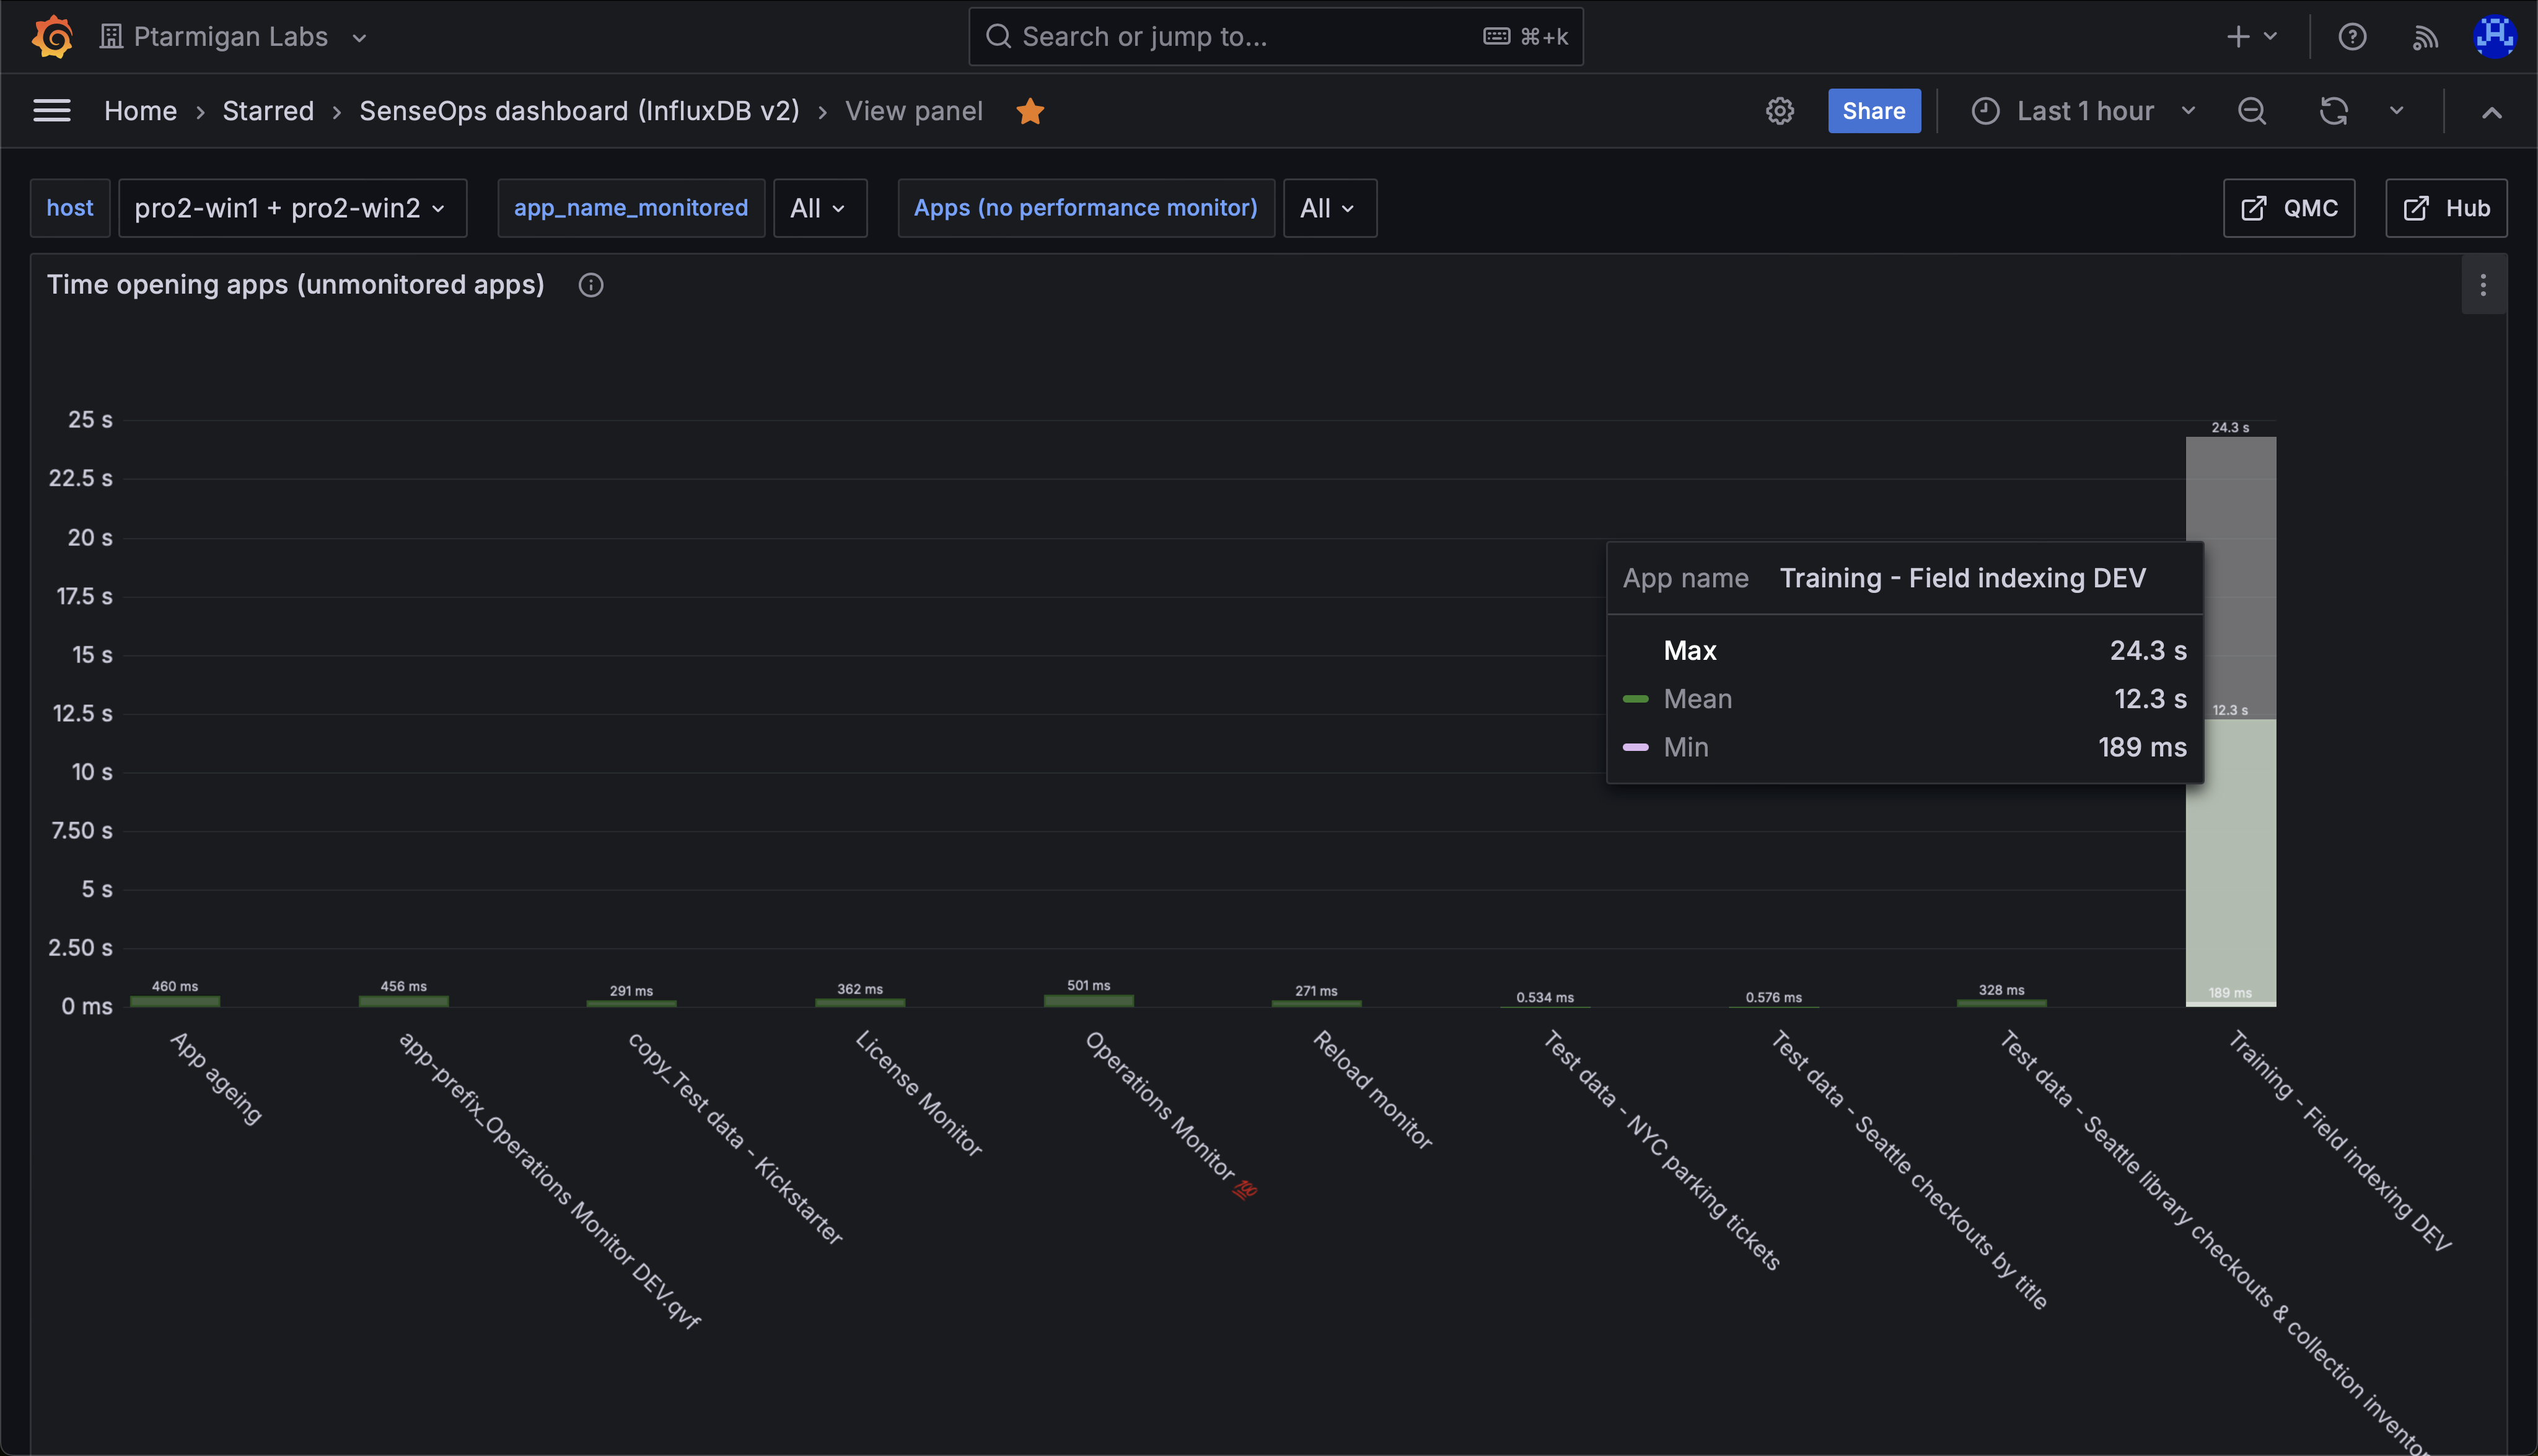 Ptarmigan Labs
Search or jump to...
⌘+k
Home › Starred › SenseOps dashboard (InfluxDB v2) › View panel
Share
Last 1 hour
host
pro2-win1 + pro2-win2
app_name_monitored
All
Apps (no performance monitor)
All
QMC
Hub
Time opening apps (unmonitored apps)
25 s
22.5 s
20 s
17.5 s
15 s
12.5 s
10 s
7.50 s
5 s
2.50 s
0 ms
24.3 s
12.3 s
189 ms
App name Training - Field indexing DEV
Max 24.3 s
Mean 12.3 s
Min 189 ms
460 ms
456 ms
291 ms
362 ms
501 ms
271 ms
0.534 ms
0.576 ms
328 ms
App ageing
app-prefix_Operations Monitor DEV.qvf
copy_Test data - Kickstarter
License Monitor
Operations Monitor 💯
Reload monitor
Test data - NYC parking tickets
Test data - Seattle checkouts by title
Test data - Seattle library checkouts & collection inventor
Training - Field indexing DEV